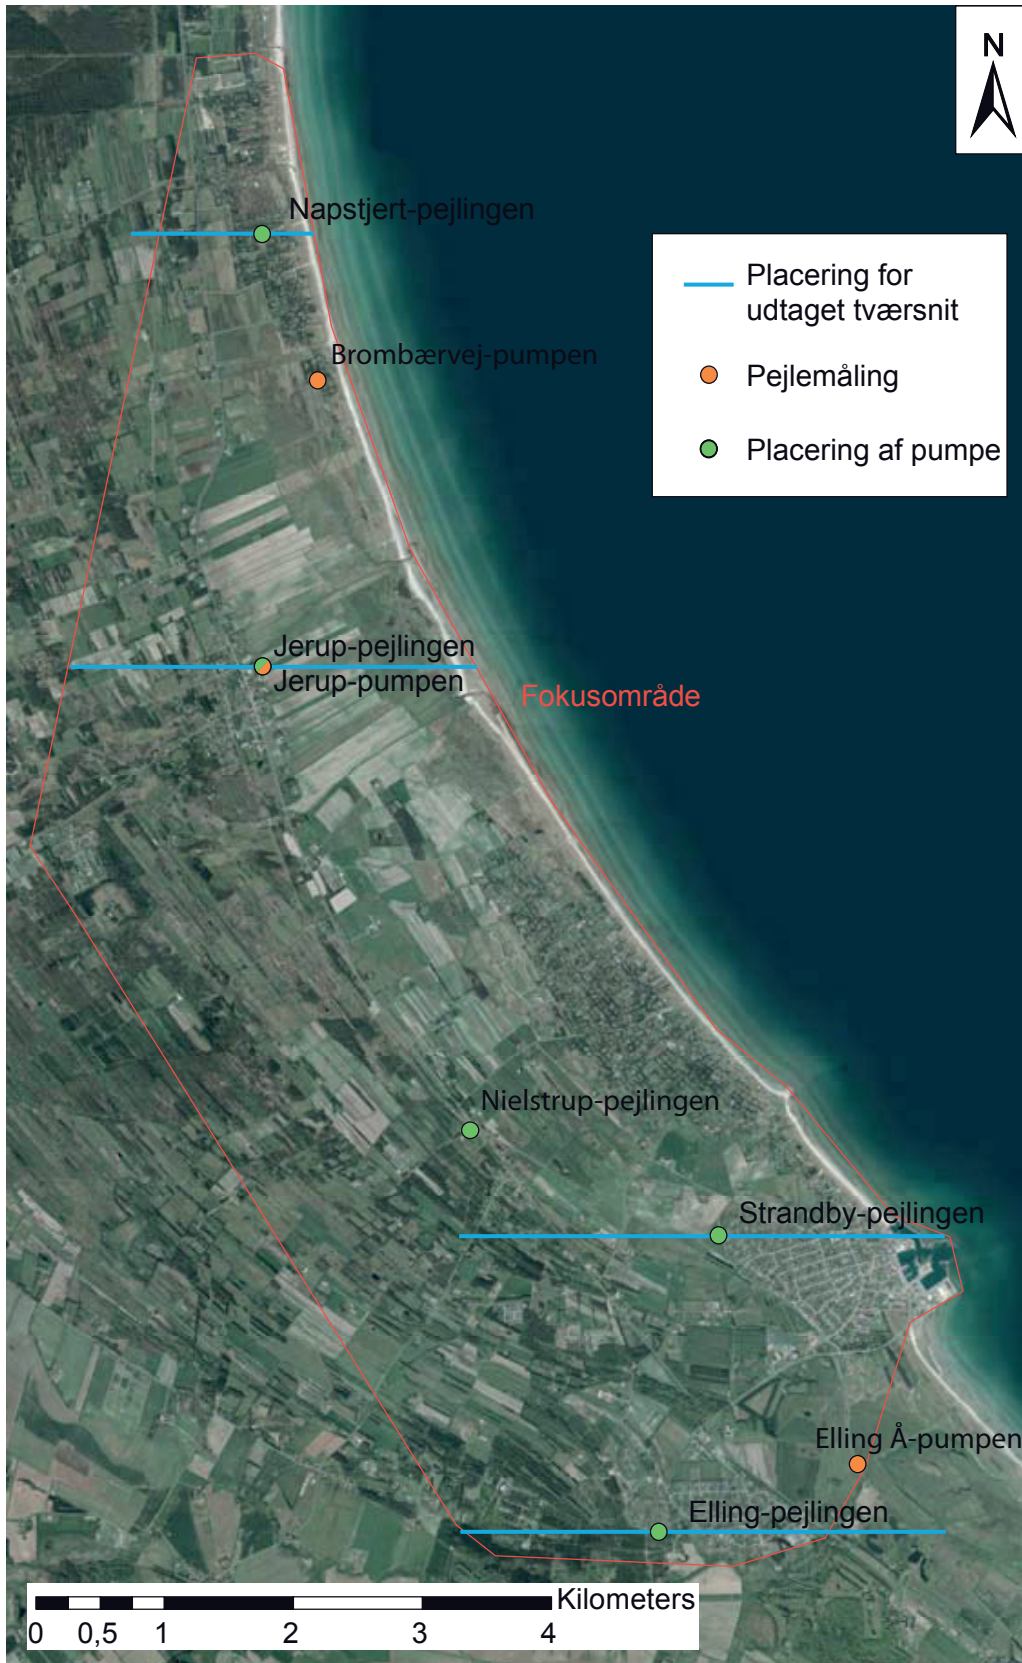 N
Napstjert-pejlingen
Placering for
udtaget tværsnit
Brombærvej-pumpen
Pejlemåling
Placering af pumpe
Jerup-pejlingen
Jerup-pumpen
Fokusområde
Nielstrup-pejlingen
Strandby-pejlingen
Elling Å-pumpen
Elling-pejlingen
Kilometers
0 0,5 1 2 3 4